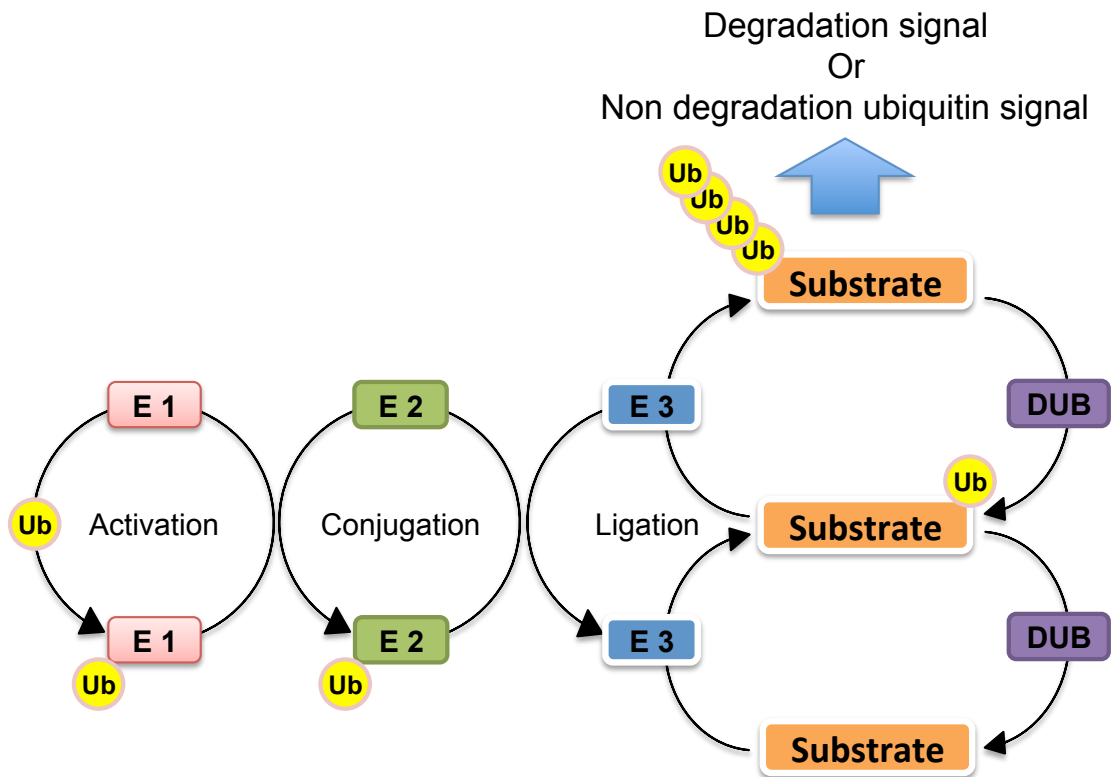 Degradation signal
Or
Non degradation ubiquitin signal
Ub
Ub
Ub
Ub
Substrate
E 1
E 2
E 3
DUB
Ub
Ub
Activation
Conjugation
Ligation
Substrate
E 1
E 2
E 3
DUB
Ub
Ub
Substrate